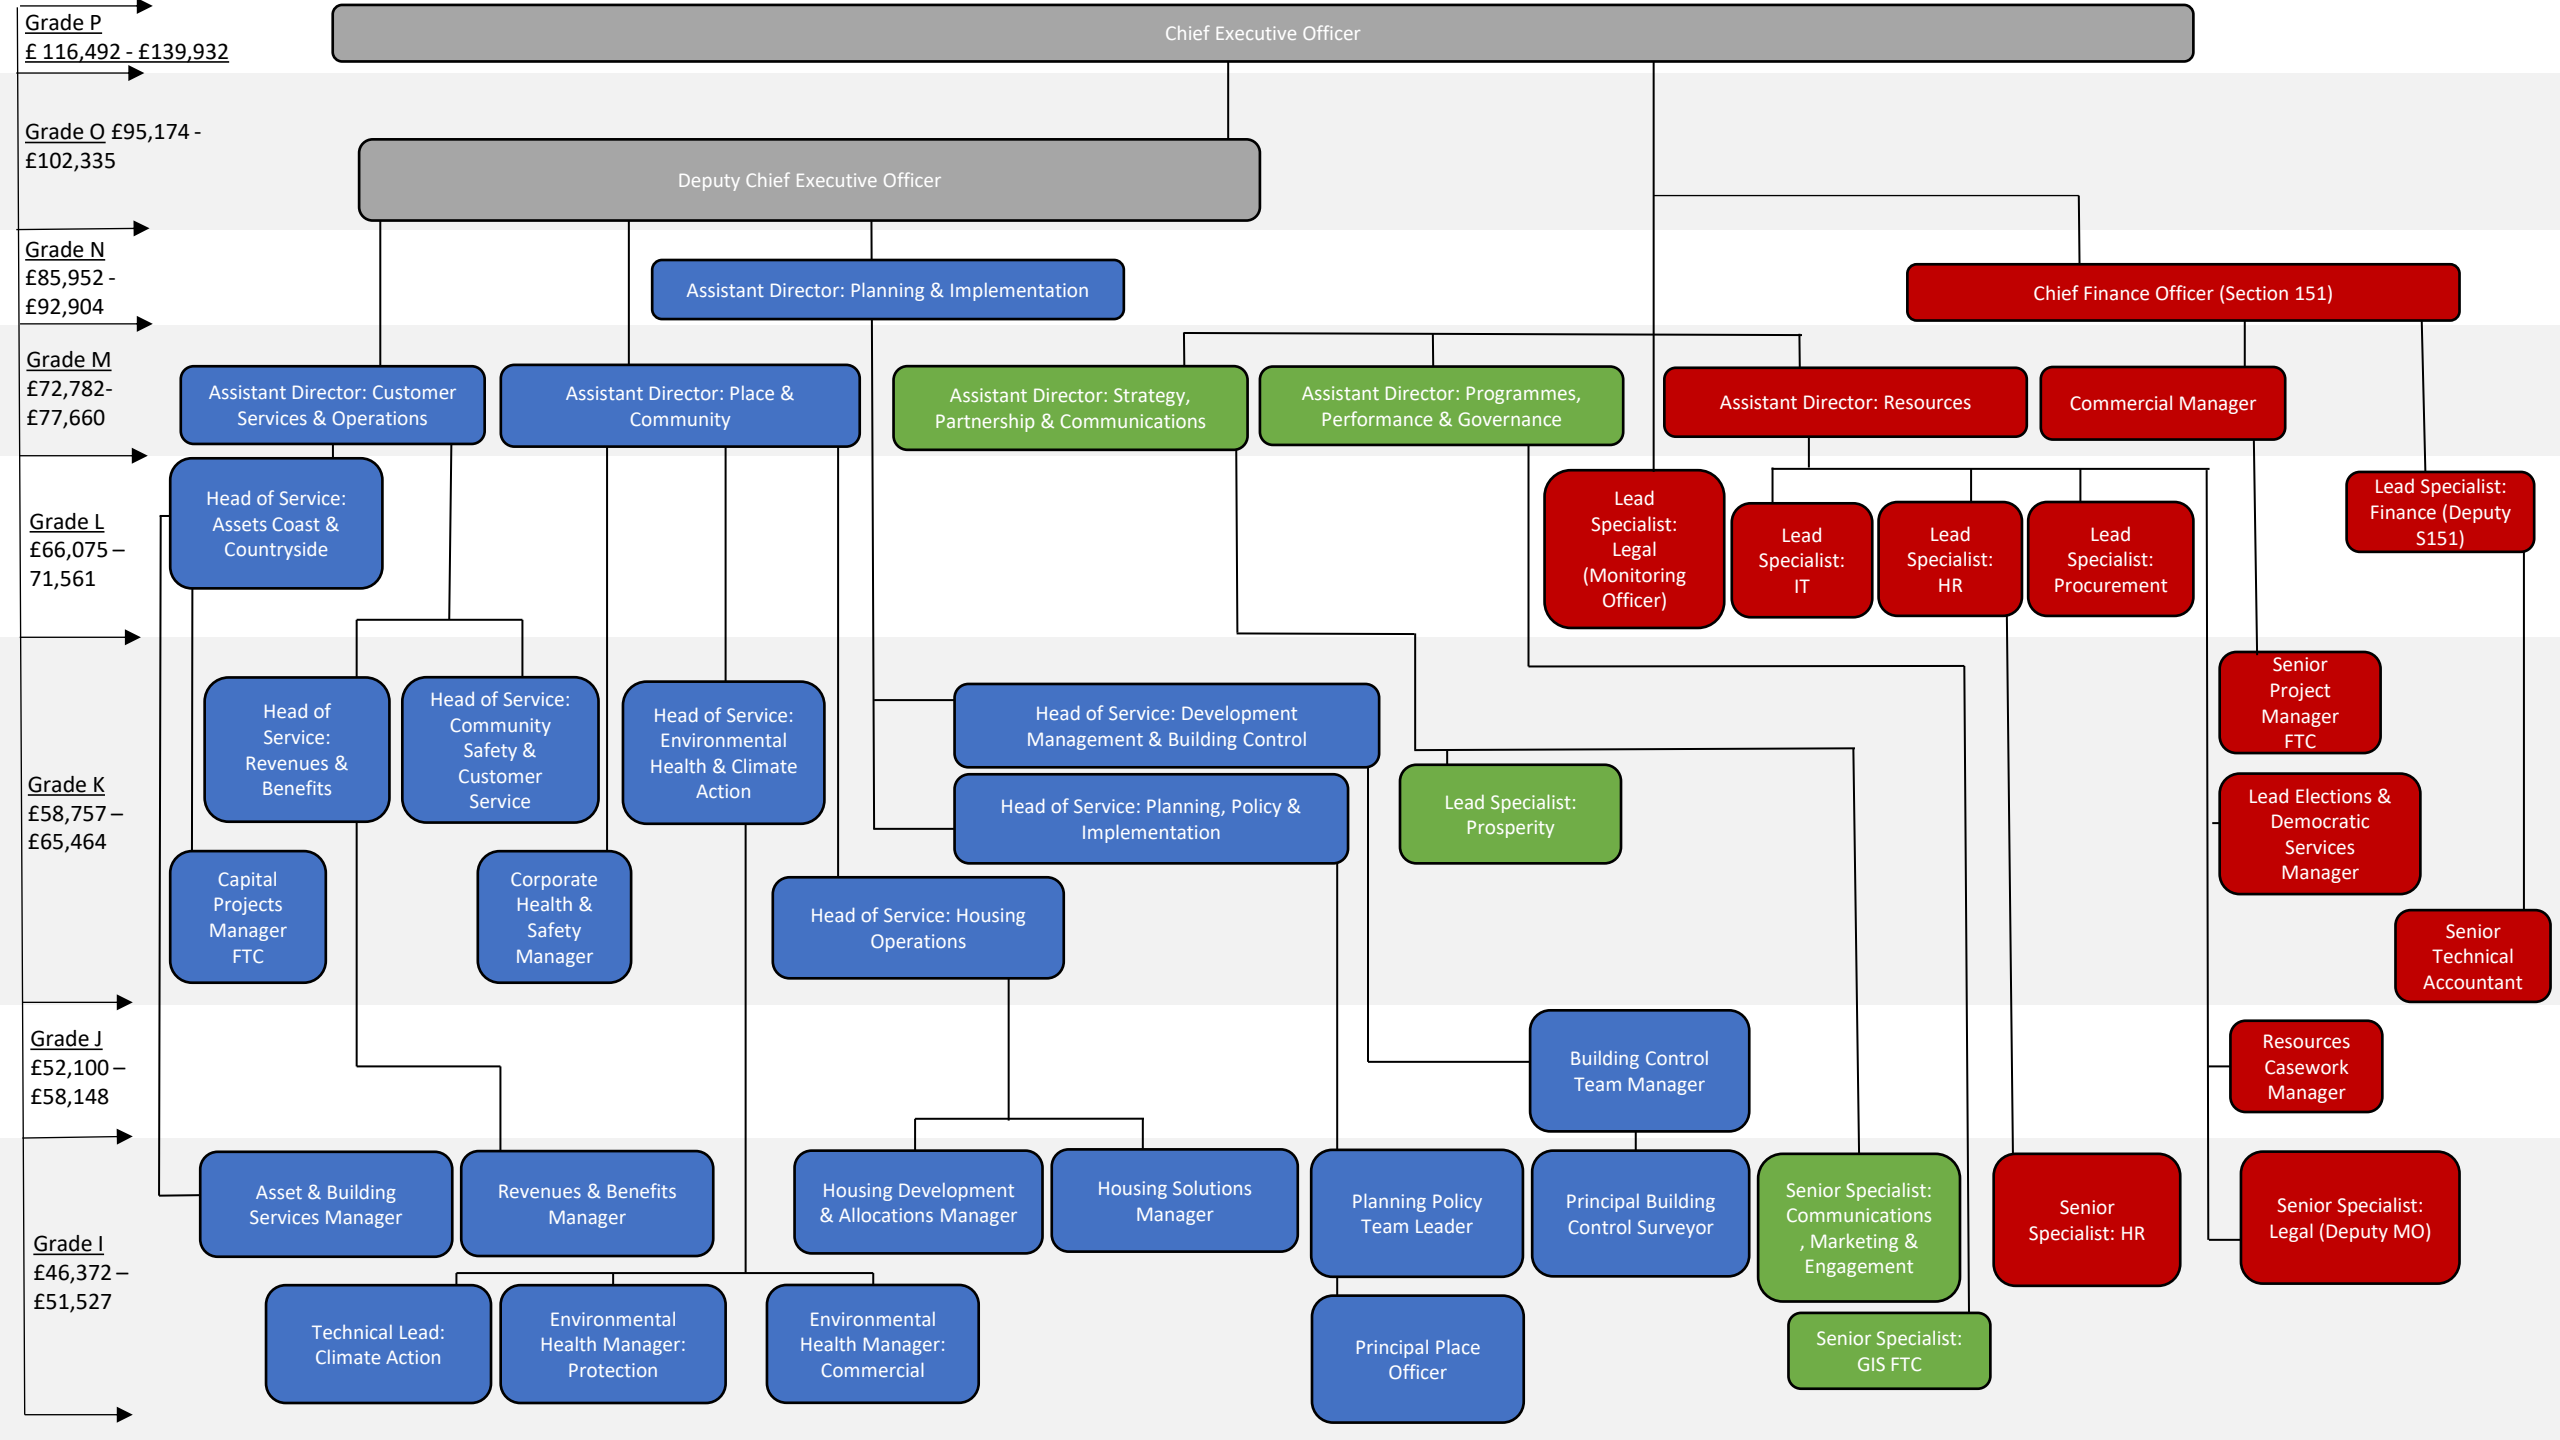 Grade P
£ 116,492 - £139,932
Chief Executive Officer
Grade O £95,174 -
£102,335
Deputy Chief Executive Officer
Grade N
£85,952 -
£92,904
Assistant Director: Planning & Implementation
Chief Finance Officer (Section 151)
Grade M
£72,782-
£77,660
Assistant Director: Customer
Services & Operations
Assistant Director: Place &
Community
Assistant Director: Strategy,
Partnership & Communications
Assistant Director: Programmes,
Performance & Governance
Assistant Director: Resources
Commercial Manager
Grade L
£66,075 –
71,561
Head of Service:
Assets Coast &
Countryside
Lead
Specialist:
Legal
(Monitoring
Officer)
Lead
Specialist:
IT
Lead
Specialist:
HR
Lead
Specialist:
Procurement
Lead Specialist:
Finance (Deputy
S151)
Grade K
£58,757 –
£65,464
Head of
Service:
Revenues &
Benefits
Head of Service:
Community
Safety &
Customer
Service
Head of Service:
Environmental
Health & Climate
Action
Head of Service: Development
Management & Building Control
Head of Service: Planning, Policy &
Implementation
Lead Specialist:
Prosperity
Senior
Project
Manager
FTC
Lead Elections &
Democratic
Services
Manager
Capital
Projects
Manager
FTC
Corporate
Health &
Safety
Manager
Head of Service: Housing
Operations
Senior
Technical
Accountant
Grade J
£52,100 –
£58,148
Building Control
Team Manager
Resources
Casework
Manager
Grade I
£46,372 –
£51,527
Asset & Building
Services Manager
Revenues & Benefits
Manager
Housing Development
& Allocations Manager
Housing Solutions
Manager
Planning Policy
Team Leader
Principal Building
Control Surveyor
Senior Specialist:
Communications
, Marketing &
Engagement
Senior
Specialist: HR
Senior Specialist:
Legal (Deputy MO)
Technical Lead:
Climate Action
Environmental
Health Manager:
Protection
Environmental
Health Manager:
Commercial
Principal Place
Officer
Senior Specialist:
GIS FTC